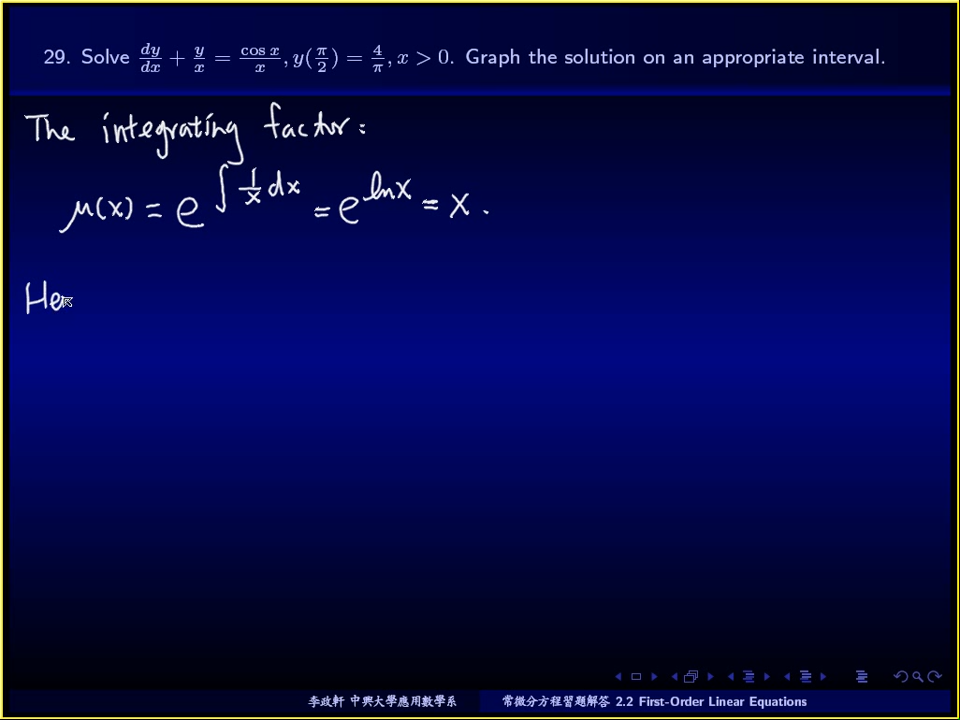 29. Solve dy/dx + y/x = cos x/x, y(π/2) = 4/π, x > 0. Graph the solution on an appropriate interval.
The integrating factor:
μ(x) = e^∫ 1/x dx = e^ln x = x.
He
李政軒 中興大學應用數學系 常微分方程習題解答 2.2 First-Order Linear Equations